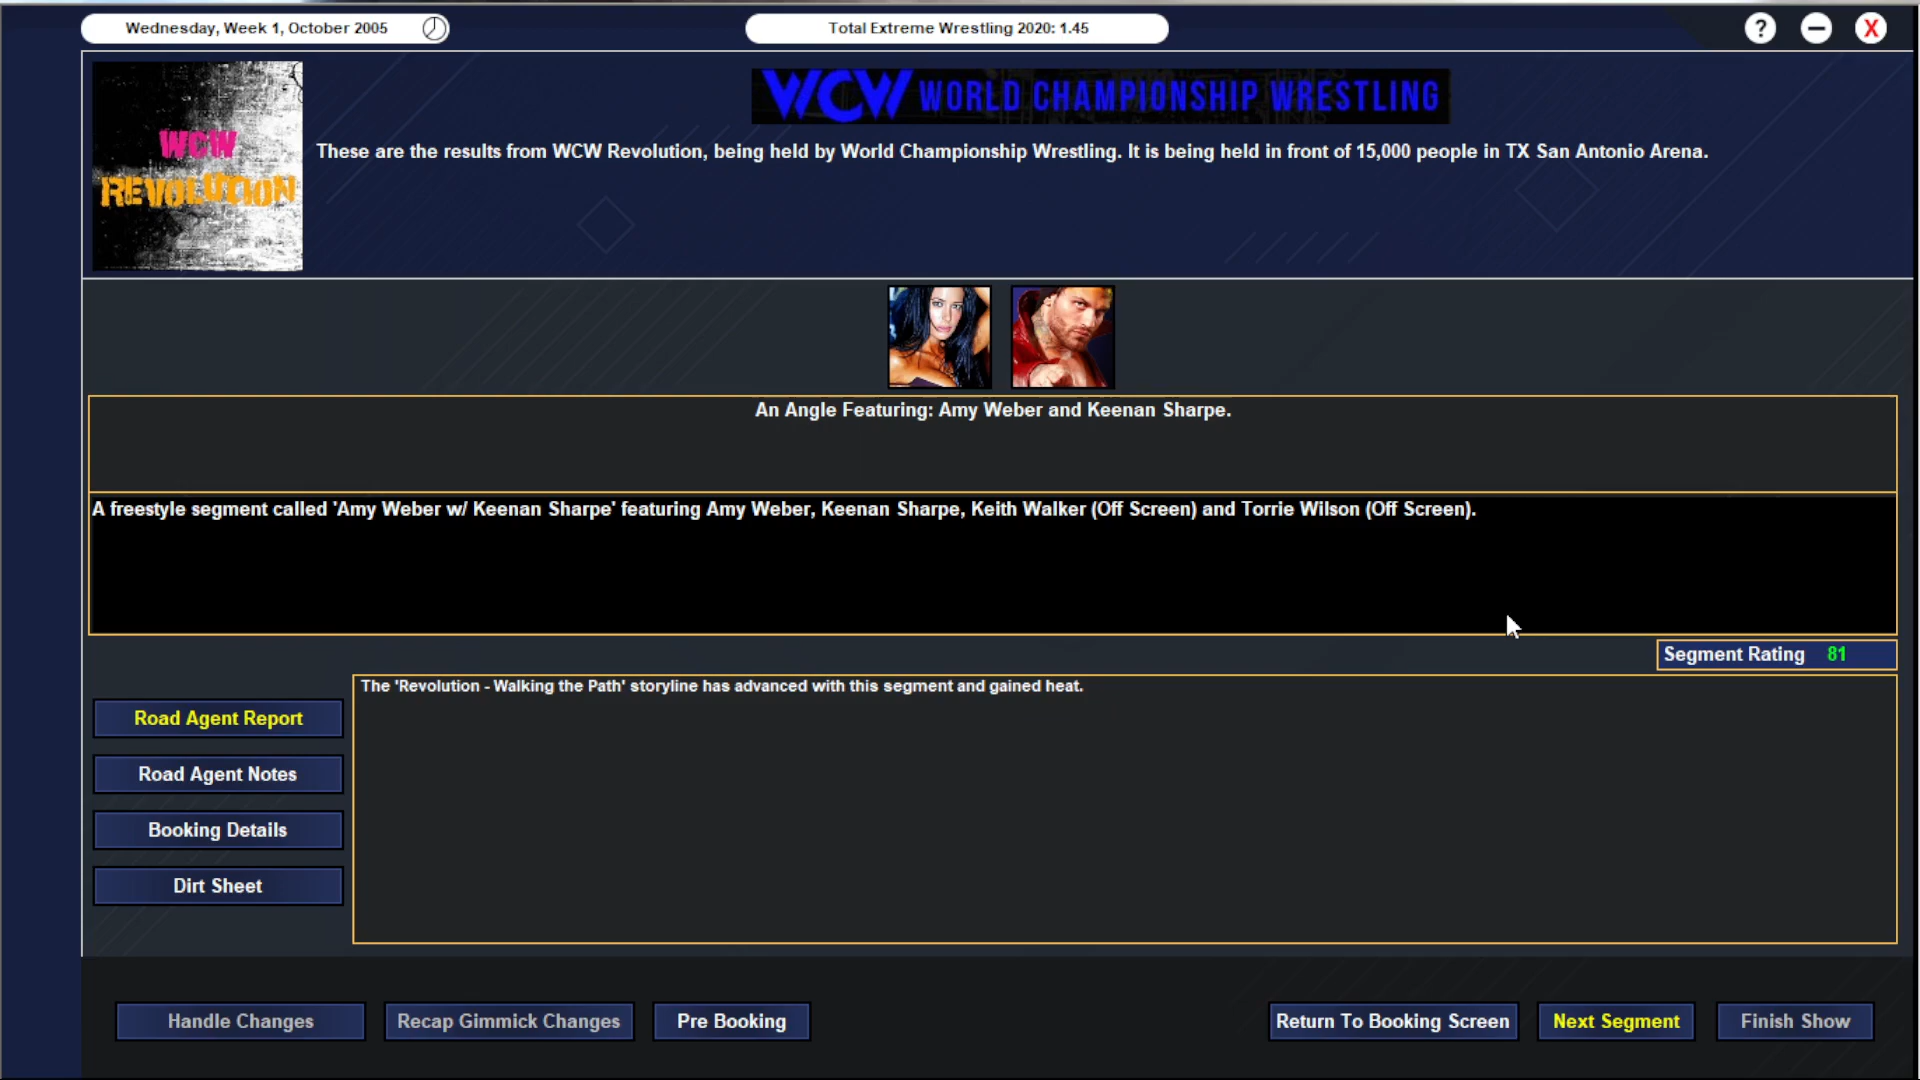 Wednesday, Week 1, October 2005
Total Extreme Wrestling 2020: 1.45
?
X
WCW
REVOLUTION
WCW WORLD CHAMPIONSHIP WRESTLING
These are the results from WCW Revolution, being held by World Championship Wrestling. It is being held in front of 15,000 people in TX San Antonio Arena.
An Angle Featuring: Amy Weber and Keenan Sharpe.
A freestyle segment called 'Amy Weber w/ Keenan Sharpe' featuring Amy Weber, Keenan Sharpe, Keith Walker (Off Screen) and Torrie Wilson (Off Screen).
Segment Rating 81
The 'Revolution - Walking the Path' storyline has advanced with this segment and gained heat.
Road Agent Report
Road Agent Notes
Booking Details
Dirt Sheet
Handle Changes
Recap Gimmick Changes
Pre Booking
Return To Booking Screen
Next Segment
Finish Show